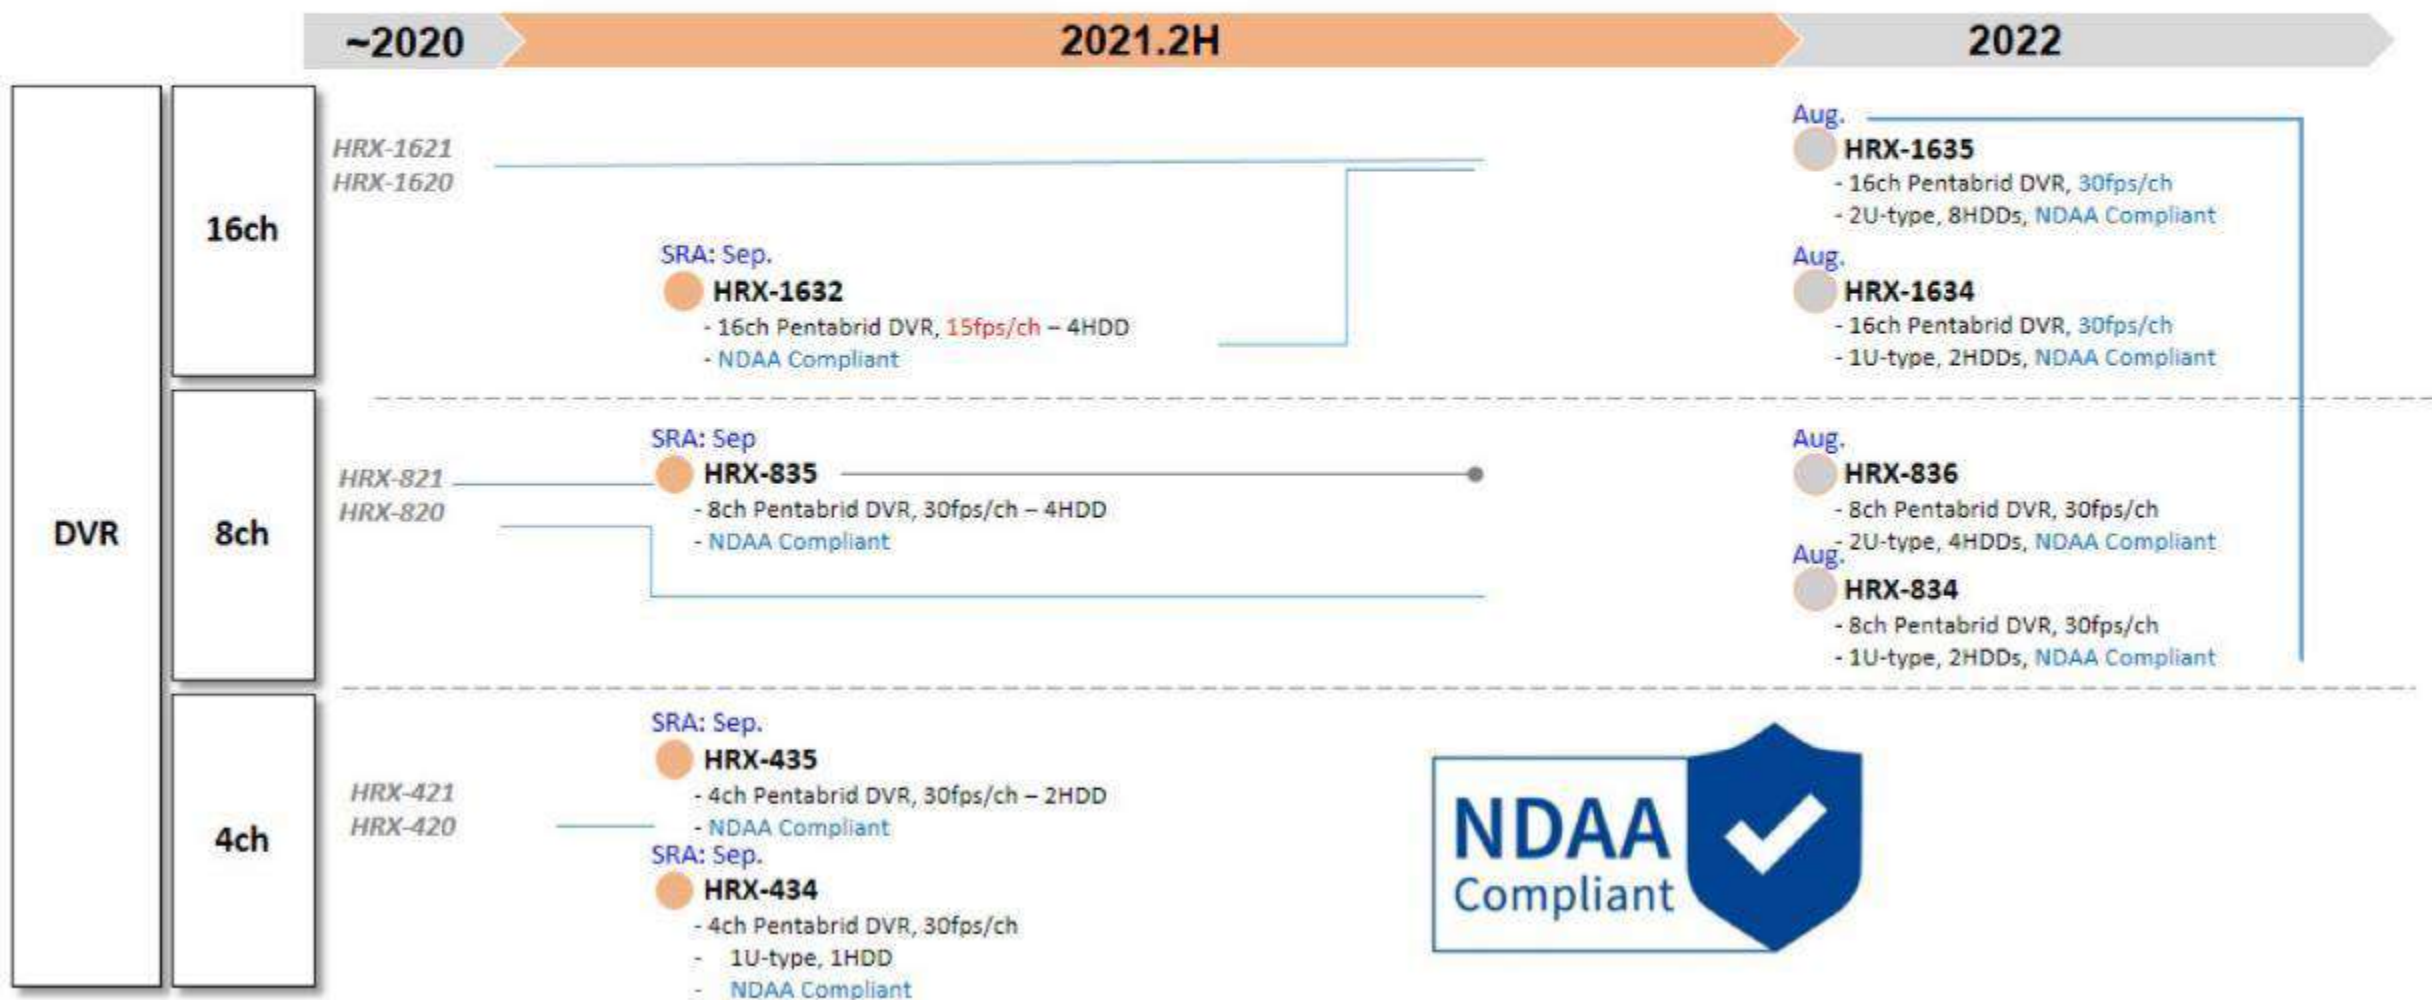 ~2020
2021.2H
2022
DVR
16ch
HRX-1621
HRX-1620
SRA: Sep.
HRX-1632
- 16ch Pentabrid DVR, 15fps/ch – 4HDD
- NDAA Compliant
Aug.
HRX-1635
- 16ch Pentabrid DVR, 30fps/ch
- 2U-type, 8HDDs, NDAA Compliant
Aug.
HRX-1634
- 16ch Pentabrid DVR, 30fps/ch
- 1U-type, 2HDDs, NDAA Compliant
8ch
HRX-821
HRX-820
SRA: Sep
HRX-835
- 8ch Pentabrid DVR, 30fps/ch – 4HDD
- NDAA Compliant
Aug.
HRX-836
- 8ch Pentabrid DVR, 30fps/ch
- 2U-type, 4HDDs, NDAA Compliant
Aug.
HRX-834
- 8ch Pentabrid DVR, 30fps/ch
- 1U-type, 2HDDs, NDAA Compliant
4ch
HRX-421
HRX-420
SRA: Sep.
HRX-435
- 4ch Pentabrid DVR, 30fps/ch – 2HDD
- NDAA Compliant
SRA: Sep.
HRX-434
- 4ch Pentabrid DVR, 30fps/ch
- 1U-type, 1HDD
- NDAA Compliant
NDAA
Compliant